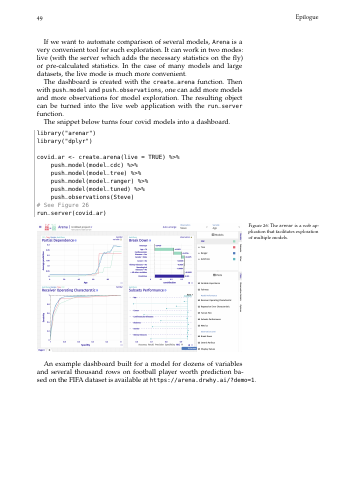 49
Epilogue
If we want to automate comparison of several models, Arena is a
very convenient tool for such exploration. It can work in two modes:
live (with the server which adds the necessary statistics on the fly)
or pre-calculated statistics. In the case of many models and large
datasets, the live mode is much more convenient.
The dashboard is created with the create_arena function. Then
with push_model and push_observations, one can add more models
and more observations for model exploration. The resulting object
can be turned into the live web application with the run_server
function.
The snippet below turns four covid models into a dashboard.
library("arenar")
library("dplyr")
covid_ar <- create_arena(live = TRUE) %>%
push_model(model_cdc) %>%
push_model(model_tree) %>%
push_model(model_ranger) %>%
push_model(model_tuned) %>%
push_observations(Steve)
# See Figure 26
run_server(covid_ar)
Partial Dependence
Break Down
Receiver Operating Characteristic
Subsets Performance
Figure 26: The arenar is a web ap-
plication that facilitates exploration
of multiple models.
An example dashboard built for a model for dozens of variables
and several thousand rows on football player worth prediction ba-
sed on the FIFA dataset is available at https://arena.drwhy.ai/?demo=1.